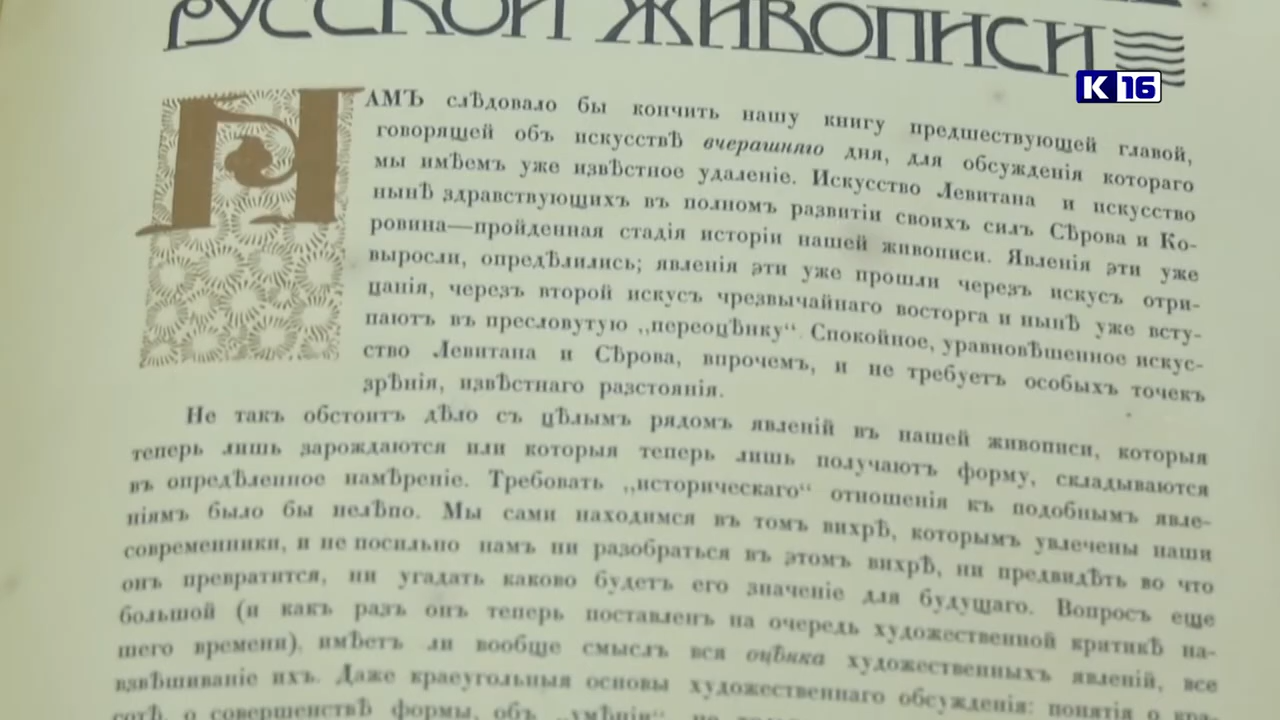 РУССКОЙ ЖИВОПИСИ
К 16
НАМЪ слѣдовало бы кончить нашу книгу предшествующей главой,
говорящей объ искусствѣ вчерашняго дня, для обсужденія котораго
мы имѣемъ уже извѣстное удаленіе. Искусство Левитана и искусство
нынѣ здравствующихъ въ полномъ развитіи своихъ силъ Сѣрова и Ко-
ровина—пройденная стадія исторіи нашей живописи. Явленія эти уже
выросли, опредѣлились; явленія эти уже прошли черезъ искусъ отри-
цанія, черезъ второй искусъ чрезвычайнаго восторга и нынѣ уже всту-
паютъ въ пресловутую „переоцѣнку“. Спокойное, уравновѣшенное искус-
ство Левитана и Сѣрова, впрочемъ, и не требуетъ особыхъ точекъ
зрѣнія, извѣстнаго разстоянія.
Не такъ обстоитъ дѣло съ цѣлымъ рядомъ явленій въ нашей живописи, которыя
теперь лишь зарождаются или которыя теперь лишь получаютъ форму, складываются
въ опредѣленное намѣреніе. Требовать „историческаго“ отношенія къ подобнымъ явле-
ніямъ было бы нелѣпо. Мы сами находимся въ томъ вихрѣ, которымъ увлечены наши
современники, и не посильно намъ ни разобраться въ этомъ вихрѣ, ни предвидѣть во что
онъ превратится, ни угадать каково будетъ его значеніе для будущаго. Вопросъ еще
большой (и какъ разъ онъ теперь поставленъ на очередь художественной критикѣ на-
шего времени), имѣетъ ли вообще смыслъ вся оцѣнка художественныхъ явленій, все
взвѣшиваніе ихъ. Даже краеугольныя основы художественнаго обсужденія: понятія о кра-
сотѣ, о совершенствѣ формы, объ „умѣніи“